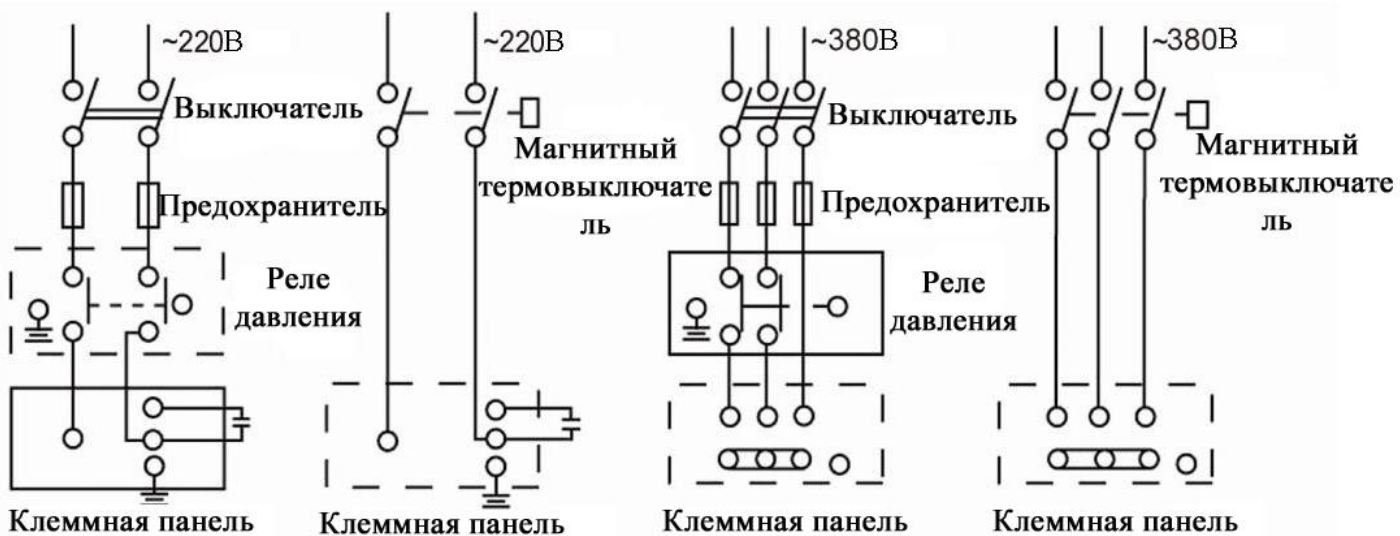 ~220В
Выключатель
Предохранитель
Реле
давления
Клеммная панель
~220В
Магнитный
термовыключате
ль
Клеммная панель
~380В
Выключатель
Предохранитель
Реле
давления
Клеммная панель
~380В
Магнитный
термовыключате
ль
Клеммная панель